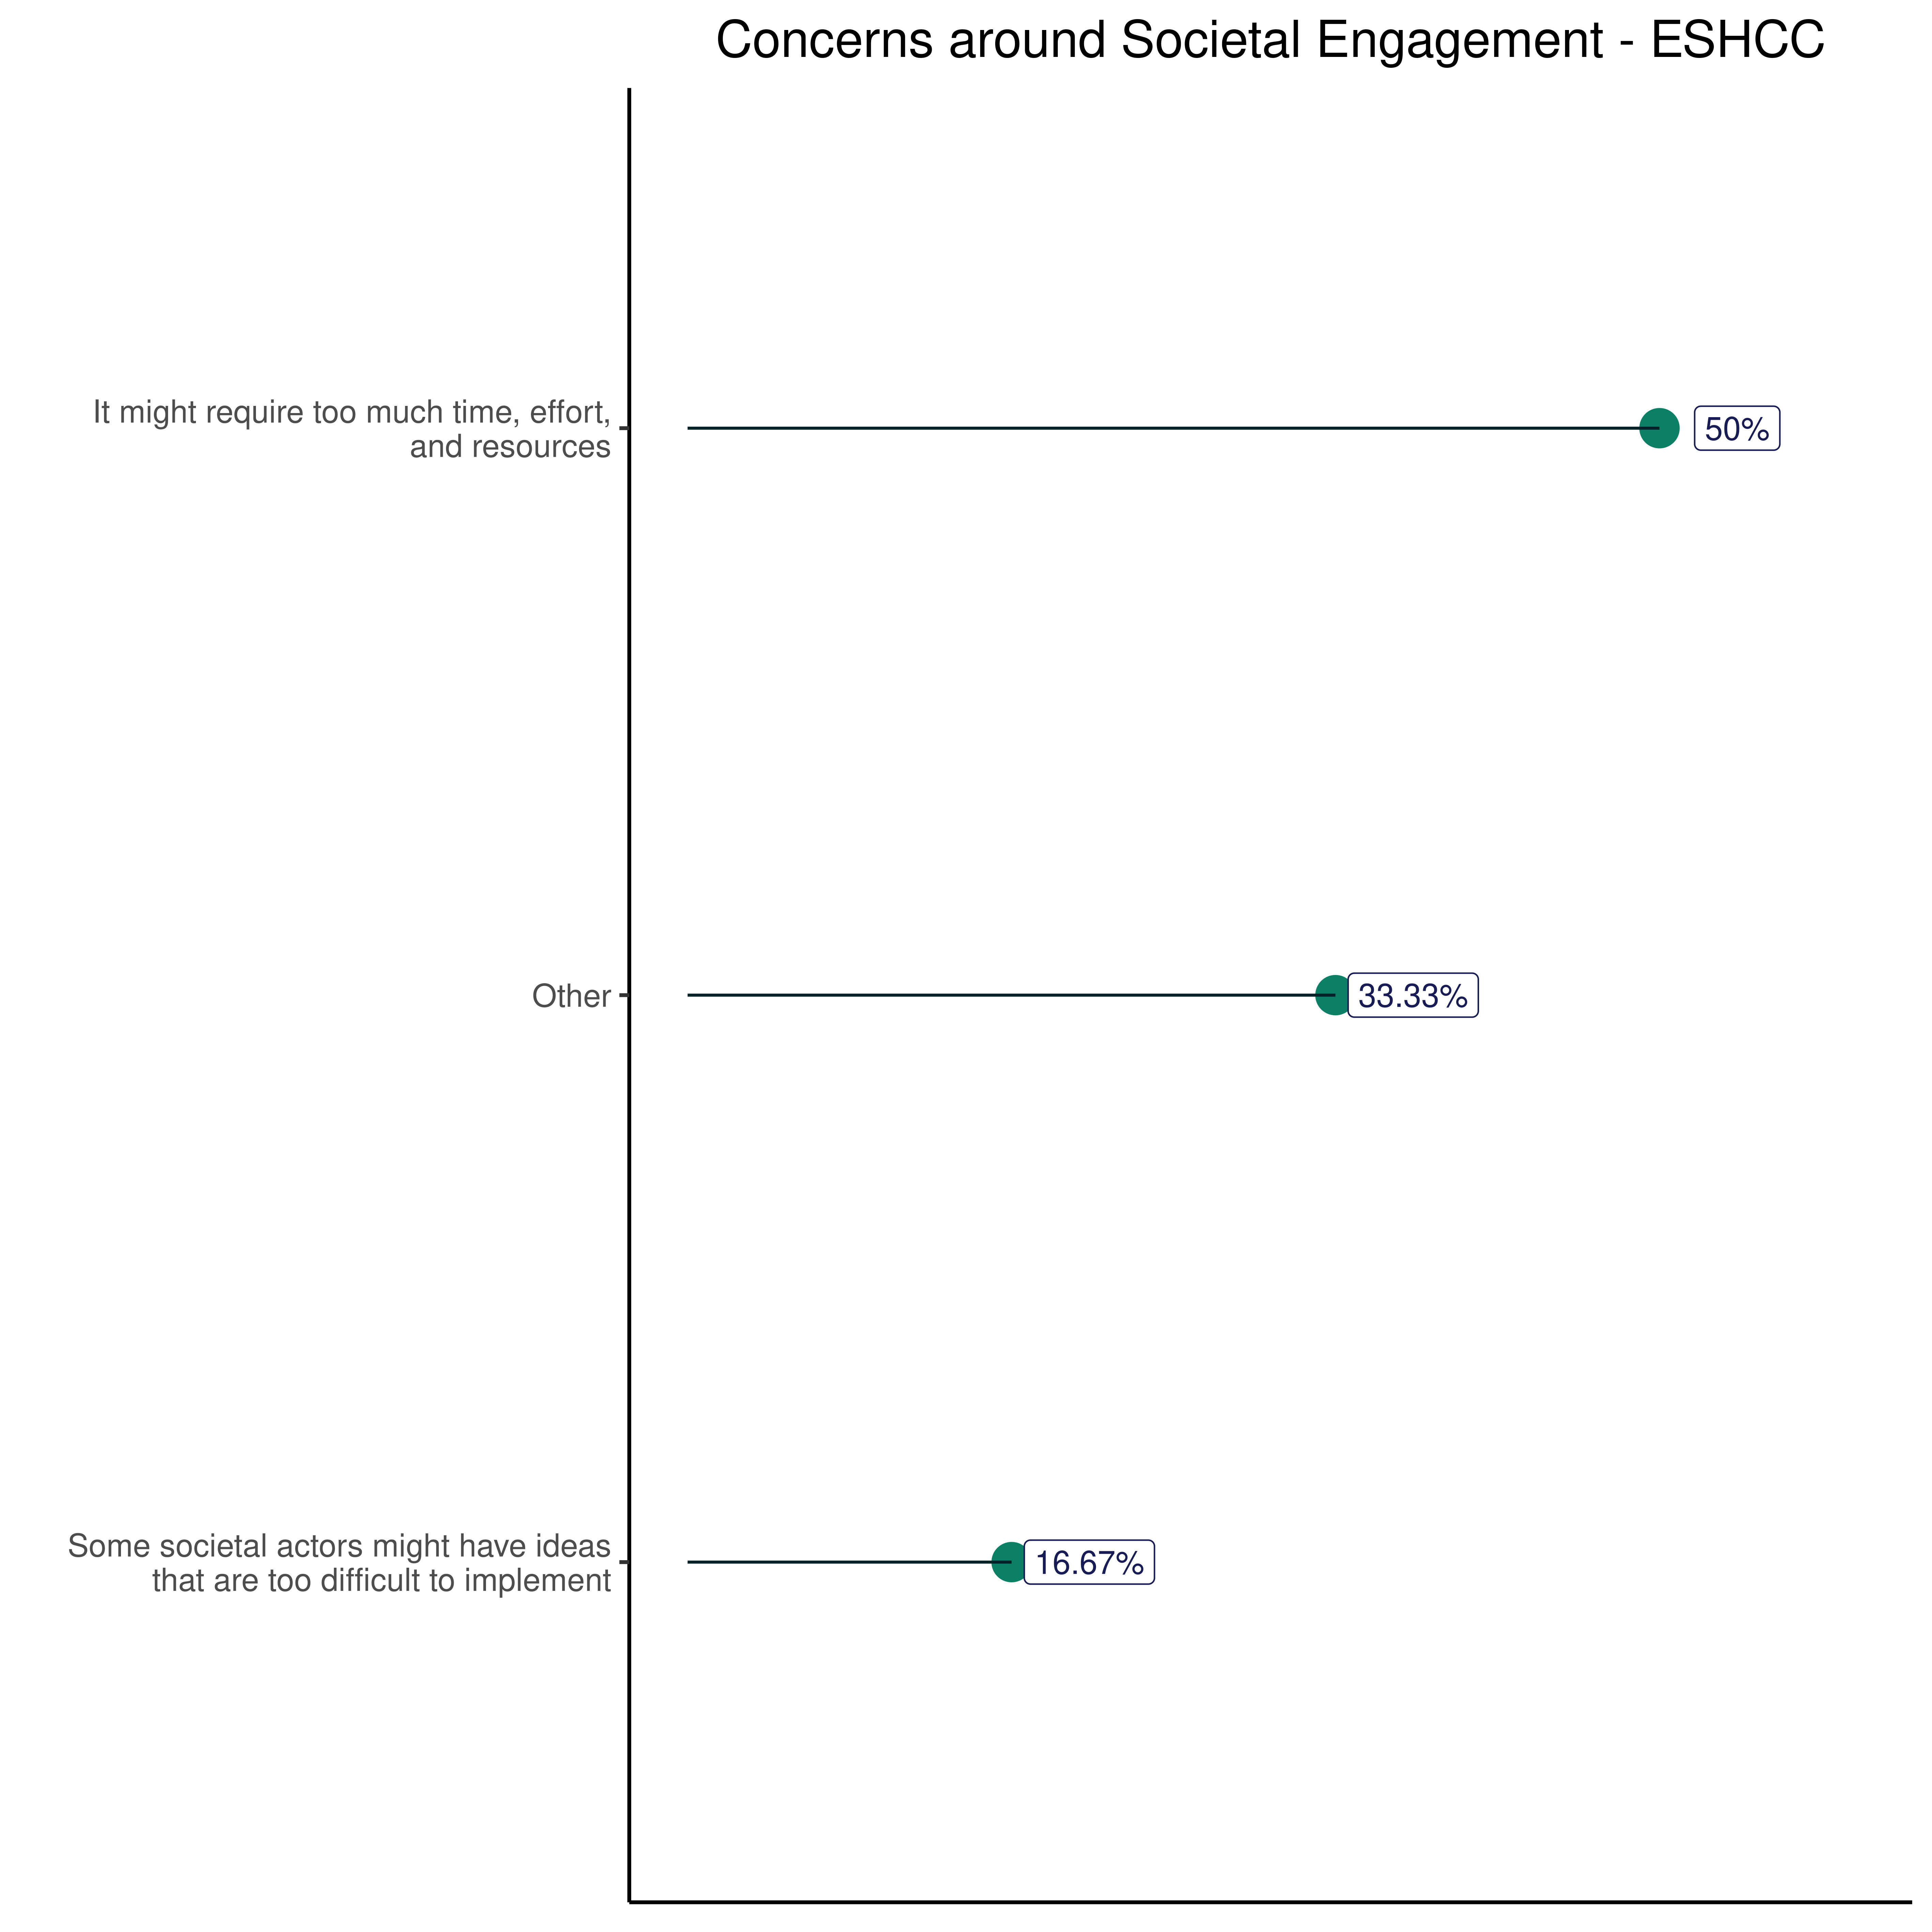 Concerns around Societal Engagement - ESHCC
It might require too much time, effort,
and resources
50%
Other
33.33%
Some societal actors might have ideas
that are too difficult to implement
16.67%